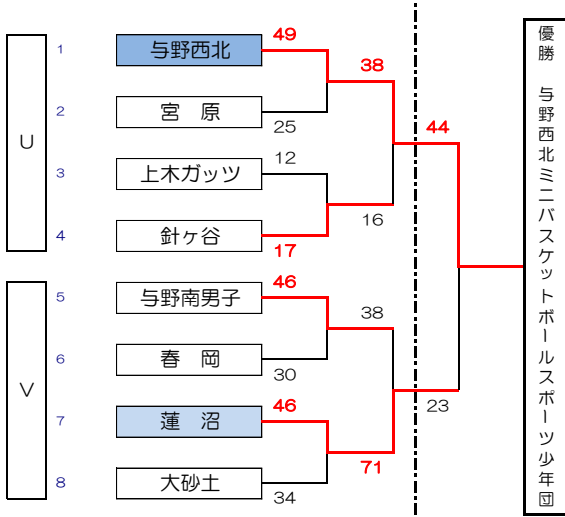 U
1
与野西北
49
38
2
宮 原
25
44
3
上木ガッツ
12
16
4
針ヶ谷
17
V
5
与野南男子
46
38
6
春 岡
30
23
7
蓮 沼
46
71
8
大砂土
34
優勝 与野西北ミニバスケットボールスポーツ少年団